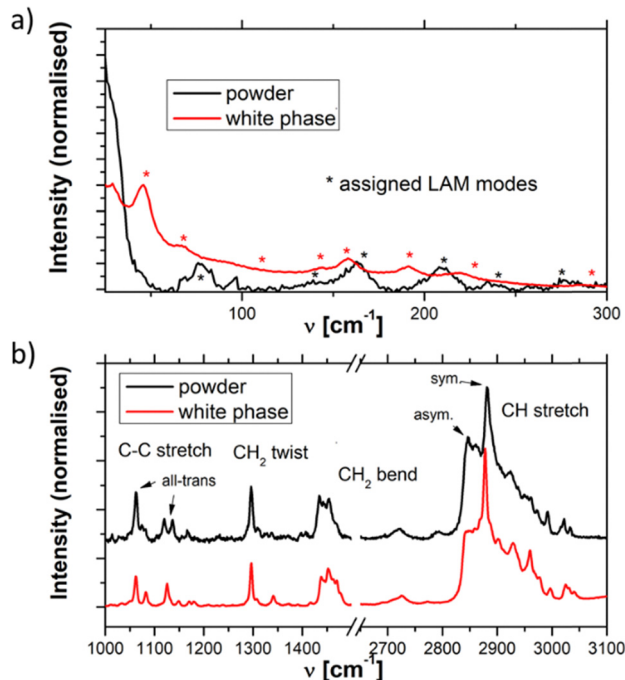 a)
Intensity (normalised)
powder
white phase
* assigned LAM modes
100
200
300
ν [cm⁻¹]
b)
Intensity (normalised)
powder
white phase
C-C stretch
all-trans
CH₂ twist
CH₂ bend
sym.
asym.
CH stretch
1000 1100 1200 1300 1400 2700 2800 2900 3000 3100
ν [cm⁻¹]